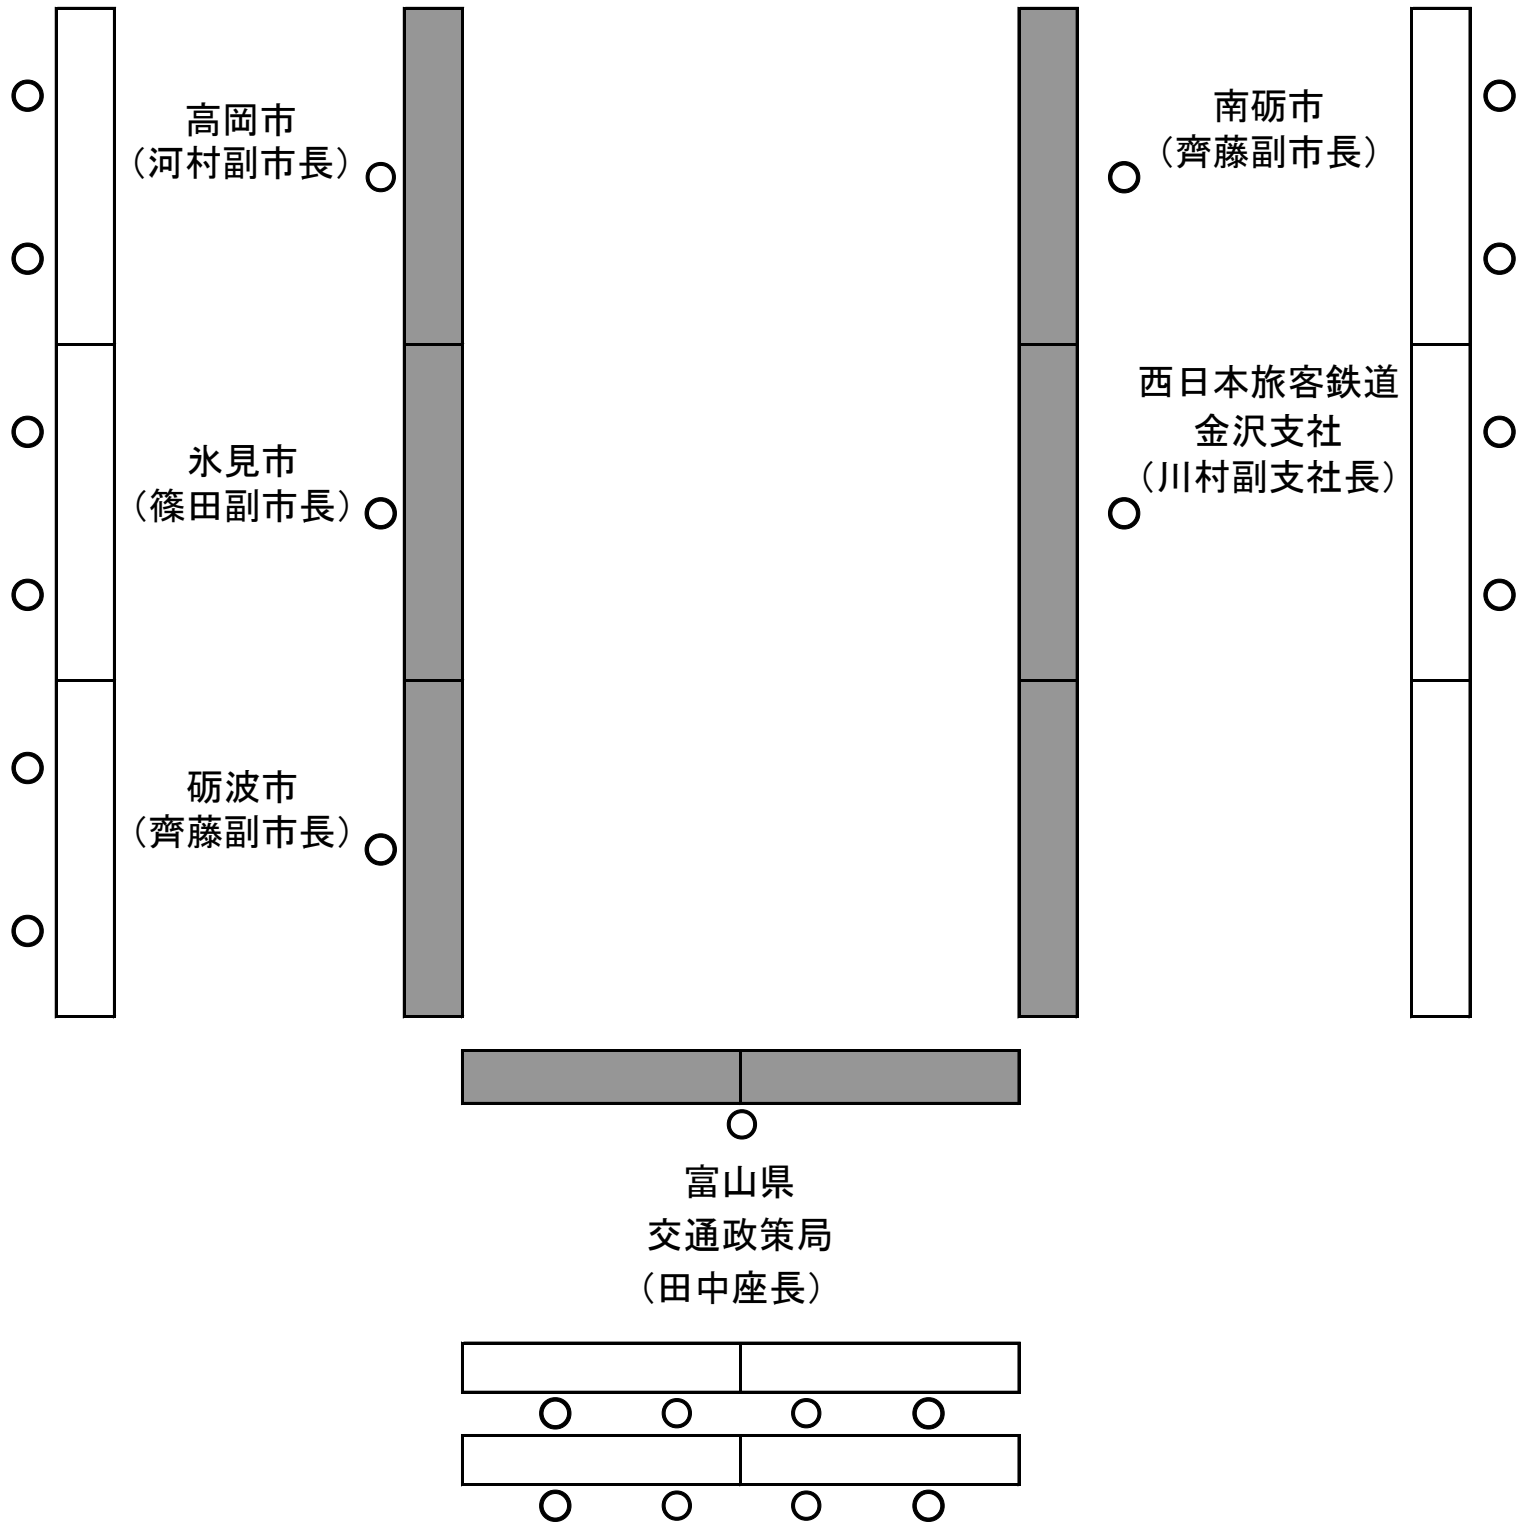 高岡市
（河村副市長）
氷見市
（篠田副市長）
砺波市
（齊藤副市長）
南砺市
（齊藤副市長）
西日本旅客鉄道
金沢支社
（川村副支社長）
富山県
交通政策局
（田中座長）